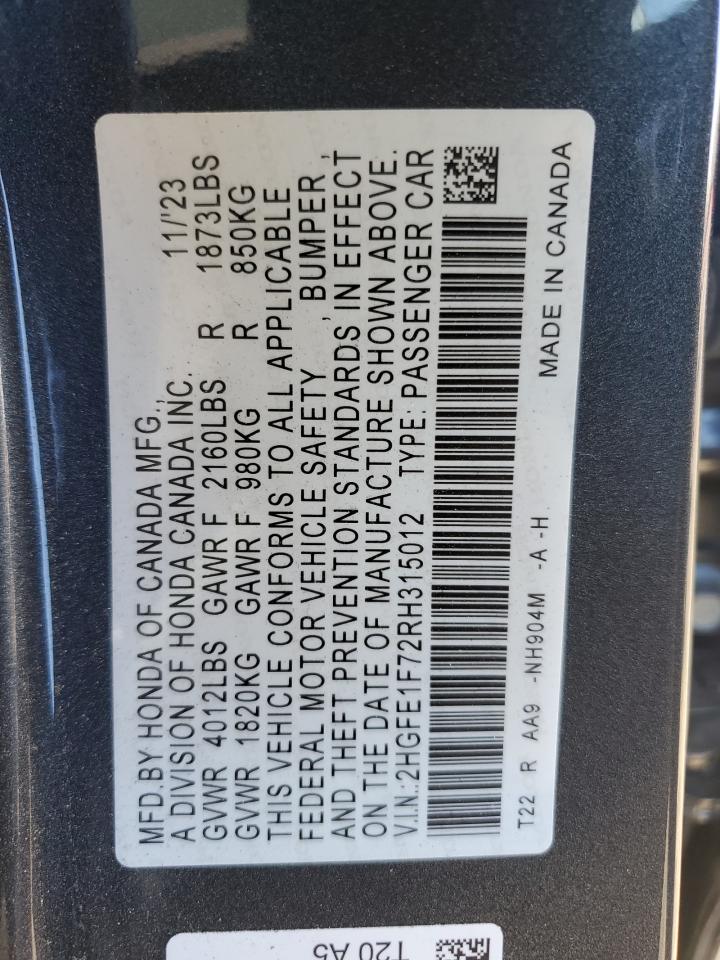 MFD.BY HONDA OF CANADA MFG.,
A DIVISION OF HONDA CANADA INC. 11/'23
GVWR 4012LBS GAWR F 2160LBS R 1873LBS
GVWR 1820KG GAWR F 980KG R 850KG
THIS VEHICLE CONFORMS TO ALL APPLICABLE
FEDERAL MOTOR VEHICLE SAFETY , BUMPER ,
AND THEFT PREVENTION STANDARDS IN EFFECT
ON THE DATE OF MANUFACTURE SHOWN ABOVE.
V.I.N.:2HGFE1F72RH315012 TYPE: PASSENGER CAR
T22 R AA9 -NH904M -A -H MADE IN CANADA
T20 A5